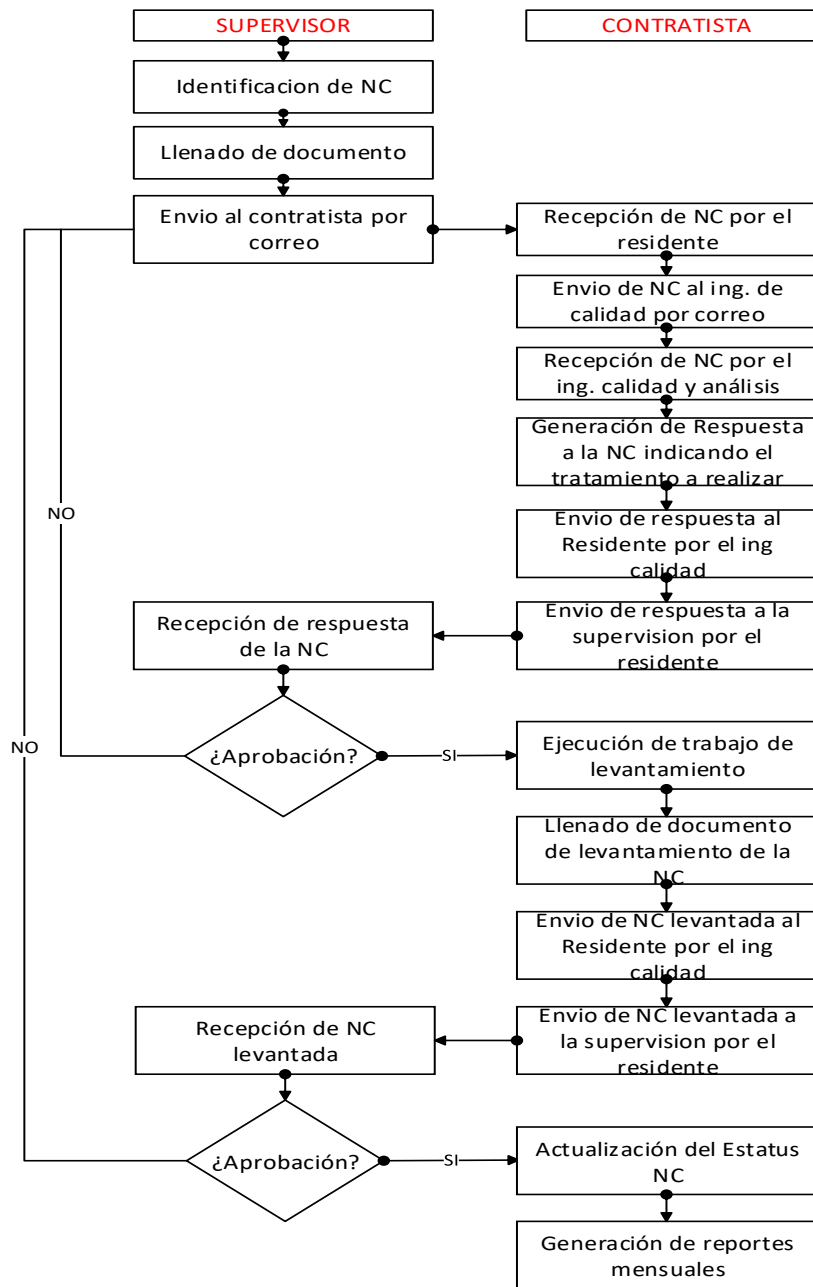 SUPERVISOR
CONTRATISTA
Identificacion de NC
Llenado de documento
Envio al contratista por
correo
Recepción de NC por el
residente
Envio de NC al ing. de
calidad por correo
Recepción de NC por el
ing. calidad y análisis
Generación de Respuesta
a la NC indicando el
tratamiento a realizar
NO
Envio de respuesta al
Residente por el ing
calidad
Recepción de respuesta
de la NC
Envio de respuesta a la
supervision por el
residente
NO
¿Aprobación?
SI
Ejecución de trabajo de
levantamiento
Llenado de documento
de levantamiento de la
NC
Envio de NC levantada al
Residente por el ing
calidad
Recepción de NC
levantada
Envio de NC levantada a
la supervision por el
residente
¿Aprobación?
SI
Actualización del Estatus
NC
Generación de reportes
mensuales